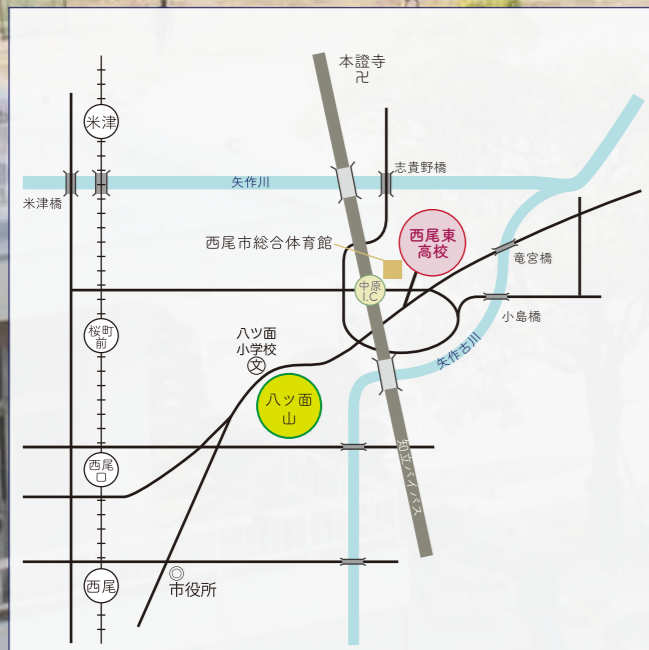 本證寺
卍
米津
志貴野橋
矢作川
米津橋
西尾東
高校
西尾市総合体育館
竜宮橋
中原
I.C
小島橋
桜町
前
八ツ面
小学校
文
矢作古川
八ツ面
山
知立バイパス
西尾
口
西尾
市役所